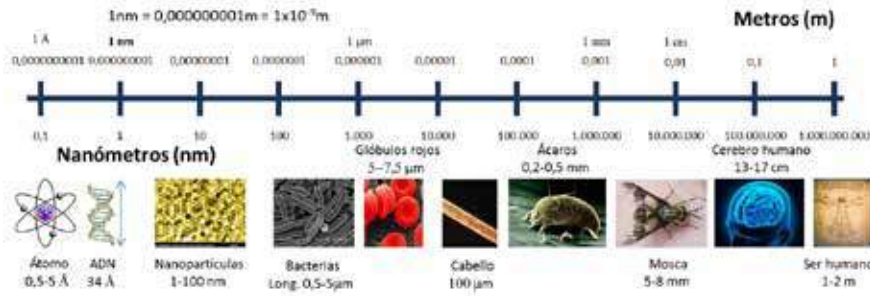 1nm = 0,000000001m = 1x10⁻⁹m
Metros (m)
1 Å 1 nm 1 μm 1 mm 1 cm
0,0000000001 0,000000001 0,00000001 0,0000001 0,000001 0,00001 0,0001 0,001 0,01 0,1 1
0,1 1 10 100 1.000 10.000 100.000 1.000.000 10.000.000 100.000.000 1.000.000.000
Nanómetros (nm)
Glóbulos rojos
5–7,5 μm
Ácaros
0,2-0,5 mm
Cerebro humano
13-17 cm
Átomo
0,5-5 Å
ADN
34 Å
Nanopartículas
1-100 nm
Bacterias
Long. 0,5-5μm
Cabello
100 μm
Mosca
5-8 mm
Ser humano
1-2 m